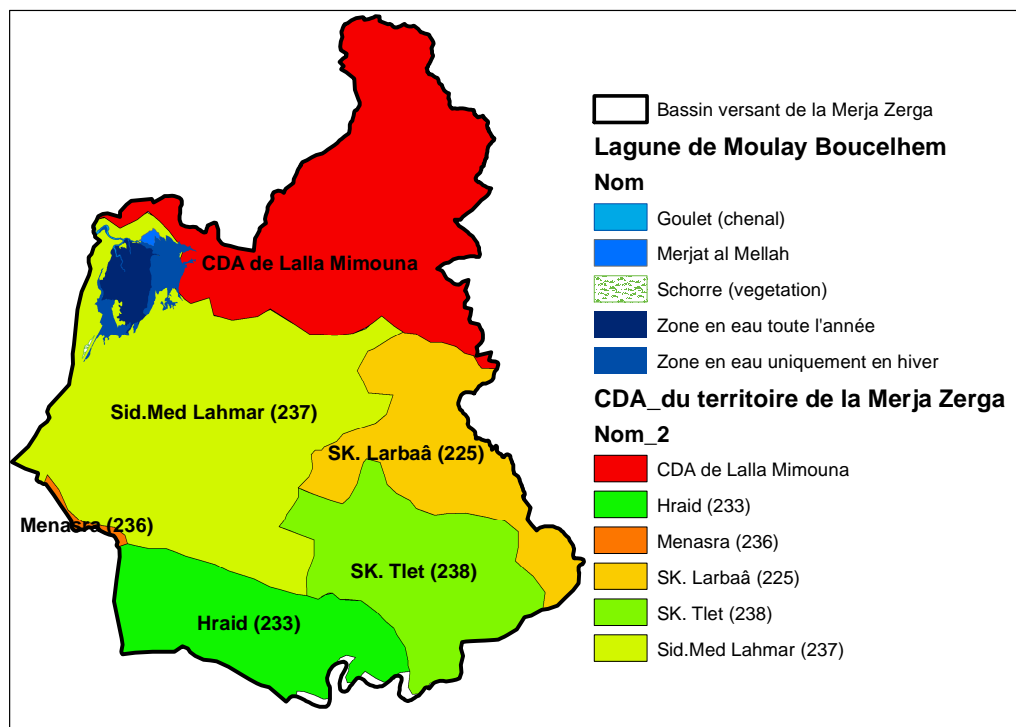 CDA de Lalla Mimouna
Sid.Med Lahmar (237)
SK. Larbaâ (225)
Menasra (236)
SK. Tlet (238)
Hraid (233)
Bassin versant de la Merja Zerga
Lagune de Moulay Boucelhem
Nom
Goulet (chenal)
Merjat al Mellah
Schorre (vegetation)
Zone en eau toute l'année
Zone en eau uniquement en hiver
CDA_du territoire de la Merja Zerga
Nom_2
CDA de Lalla Mimouna
Hraid (233)
Menasra (236)
SK. Larbaâ (225)
SK. Tlet (238)
Sid.Med Lahmar (237)